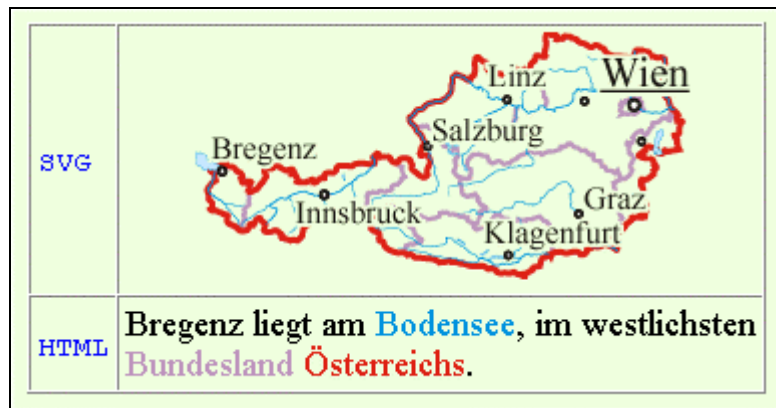 SVG
Linz
Wien
Salzburg
Bregenz
Innsbruck
Graz
Klagenfurt
HTML
Bregenz liegt am Bodensee, im westlichsten
Bundesland Österreichs.